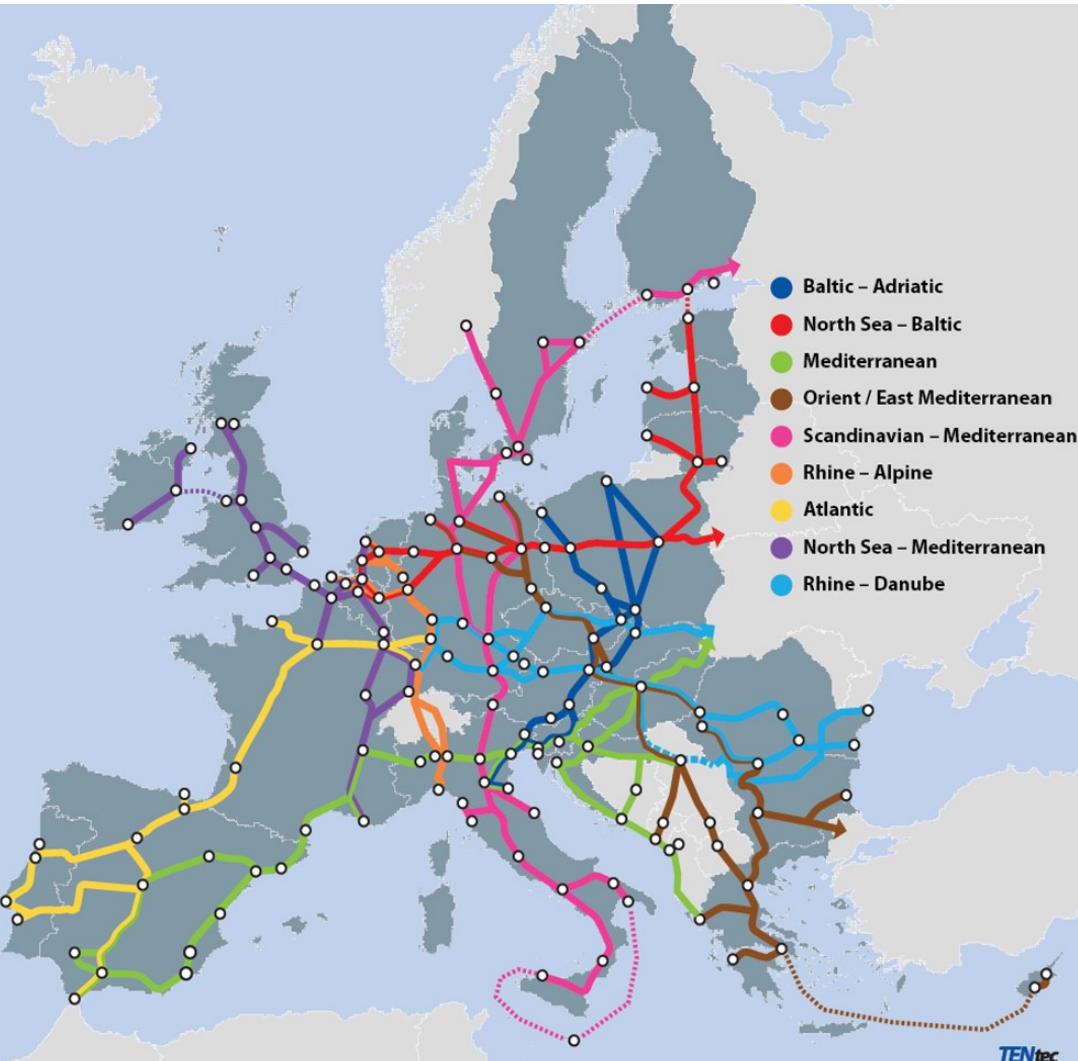 Baltic – Adriatic
North Sea – Baltic
Mediterranean
Orient / East Mediterranean
Scandinavian – Mediterranean
Rhine – Alpine
Atlantic
North Sea – Mediterranean
Rhine – Danube
TENtec